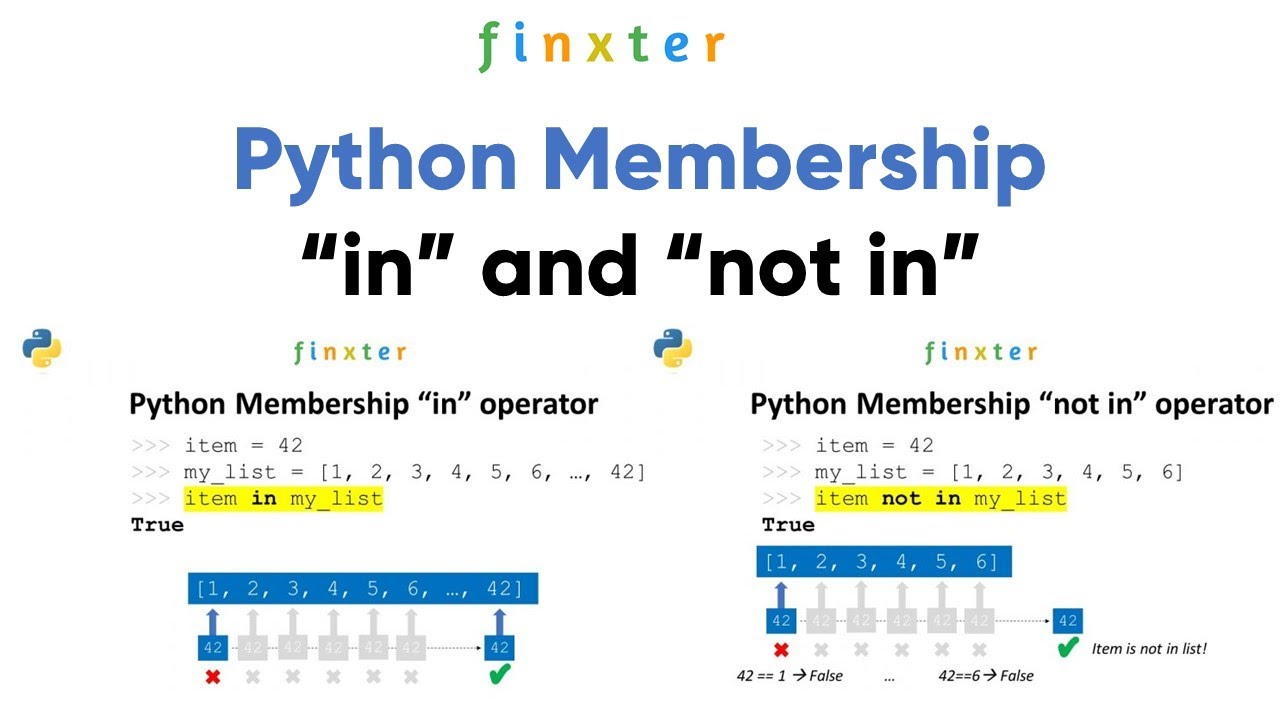 finxter
Python Membership
“in” and “not in”
finxter
Python Membership “in” operator
>>> item = 42
>>> my_list = [1, 2, 3, 4, 5, 6, …, 42]
>>> item in my_list
True
[1, 2, 3, 4, 5, 6, …, 42]
42 42 42 42 42 42 42
finxter
Python Membership “not in” operator
>>> item = 42
>>> my_list = [1, 2, 3, 4, 5, 6]
>>> item not in my_list
True
[1, 2, 3, 4, 5, 6]
42 42 42 42 42 42 42
Item is not in list!
42 == 1 → False … 42==6 → False